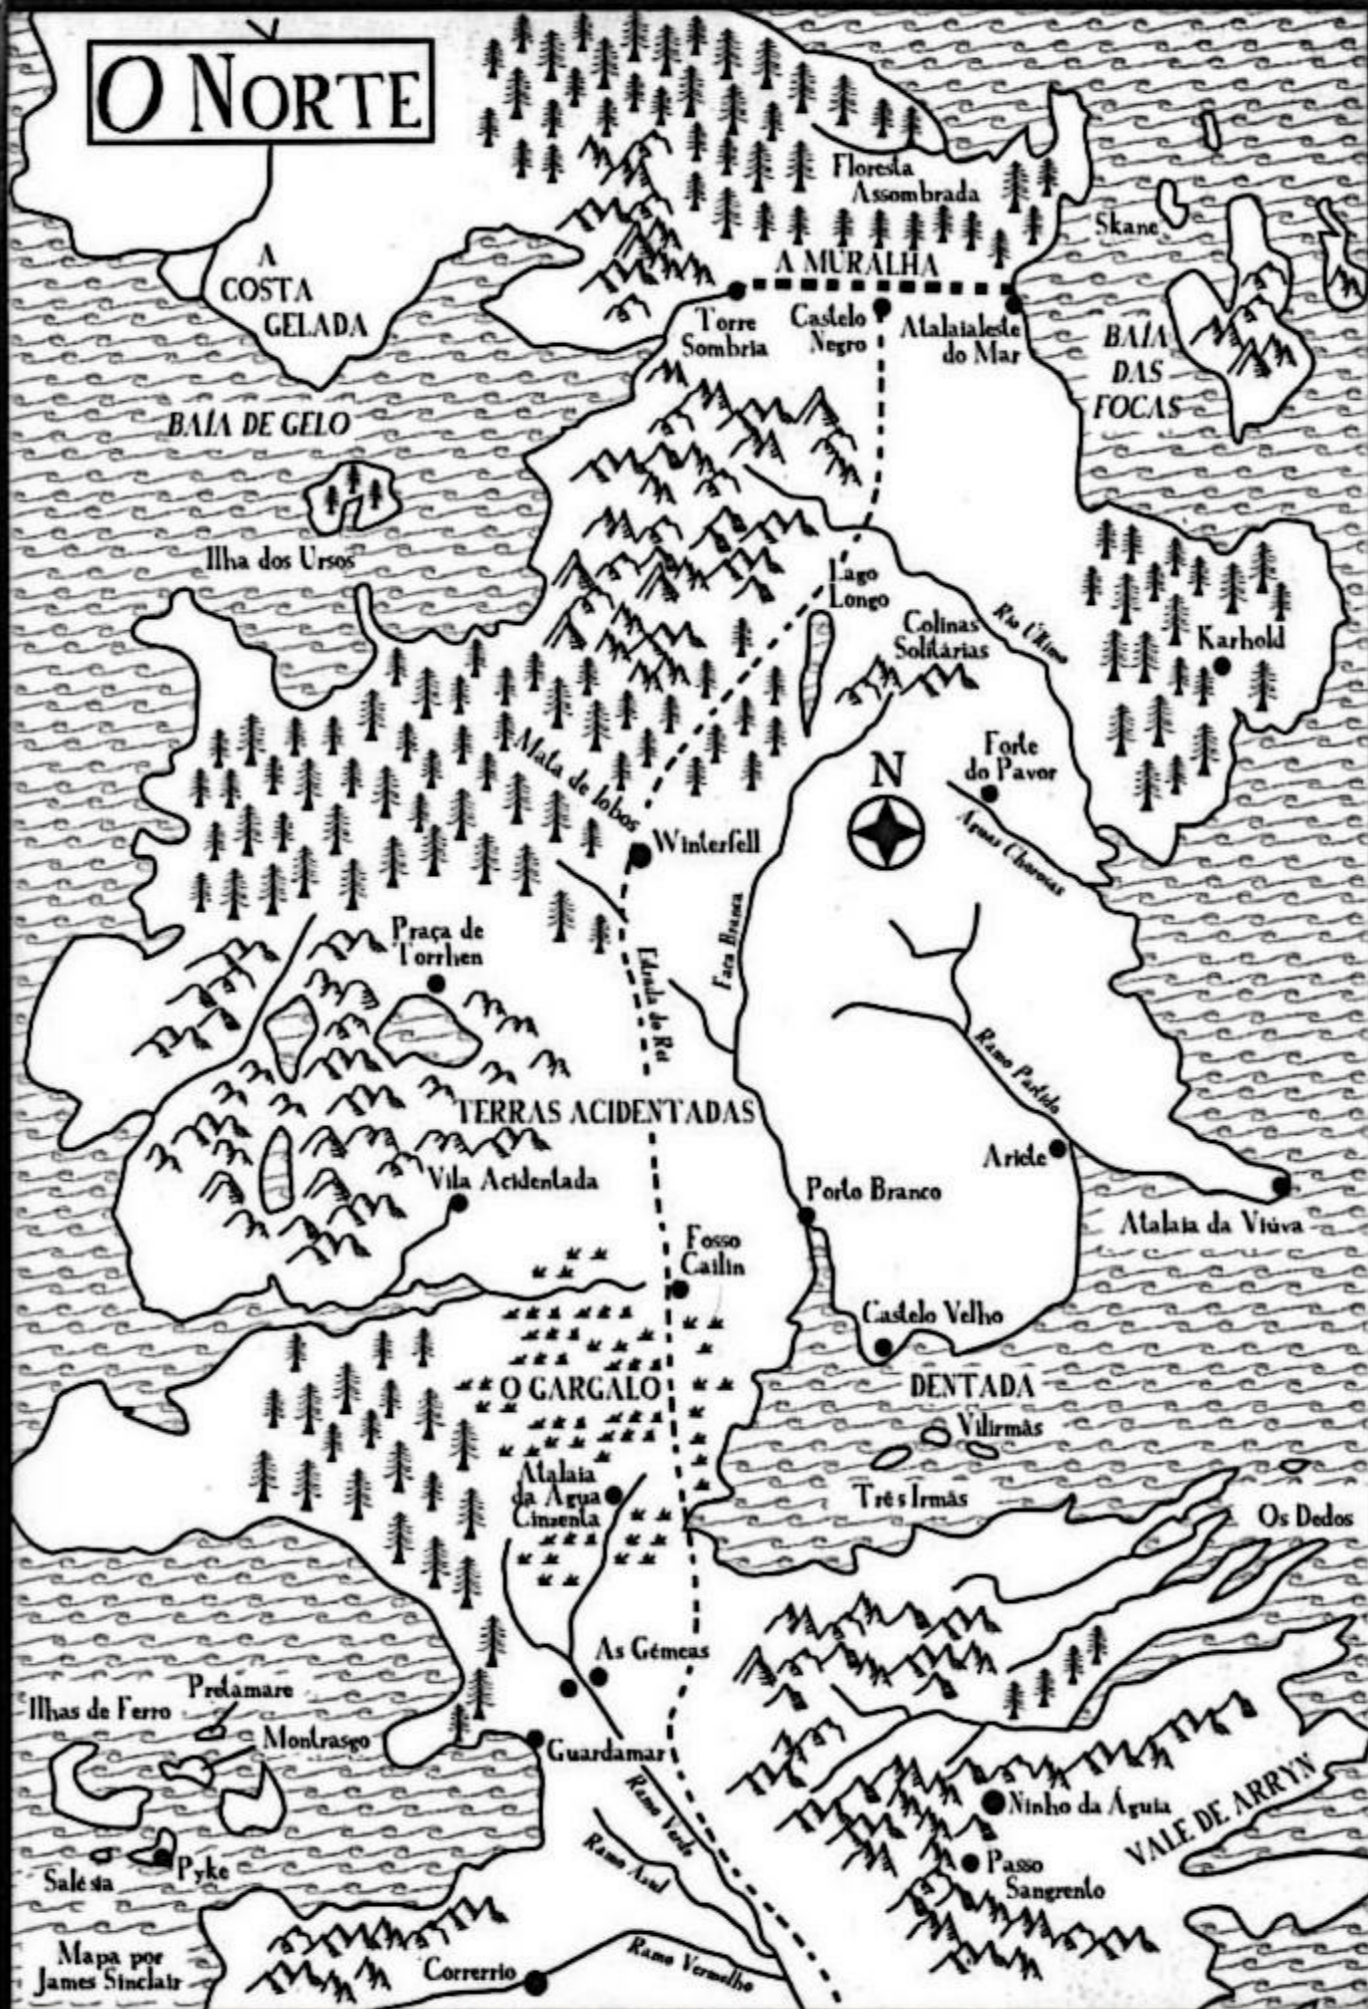 O NORTE
Floresta
Assombrada
Skane
A
COSTA
GELADA
A MURALHA
Torre
Sombria
Castelo
Negro
Atalaialeste
do Mar
BAÍA
DAS
FOCAS
BAÍA DE GELO
Ilha dos Ursos
Lago
Longo
Colinas
Solitárias
Rio Último
Karhold
Mata de lobos
N
Forte
do Pavor
Águas Chorosas
Winterfell
Faca Branca
Praça de
Torrhen
Estrada do Rei
Ramo Partido
TERRAS ACIDENTADAS
Ariete
Vila Acidentada
Porto Branco
Atalaia da Viúva
Fosso
Cailin
Castelo Velho
O GARGALO
DENTADA
Vilirmãs
Três Irmãs
Atalaia
da Água
Cinzenta
Os Dedos
As Gémeas
Pretamare
Ilhas de Ferro
Montrasgo
Guardamar
Ramo Verde
Ninho da Águia
VALE DE ARRYN
Ramo Azul
Passo
Sangrento
Pyke
Salésia
Mapa por
James Sinclair
Correrrio
Ramo Vermelho